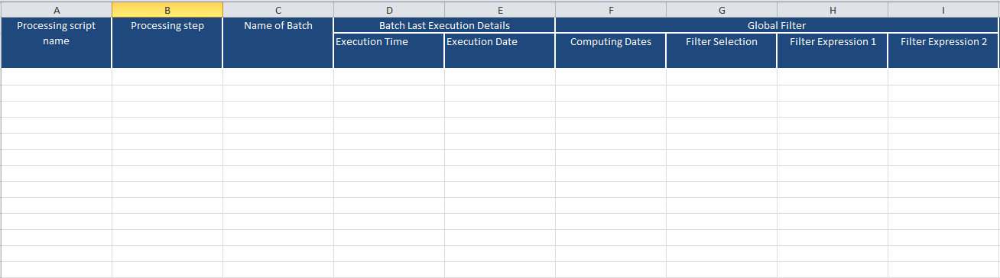 A B C D E F G H I
Processing script Processing step Name of Batch Batch Last Execution Details Global Filter
name Execution Time Execution Date Computing Dates Filter Selection Filter Expression 1 Filter Expression 2